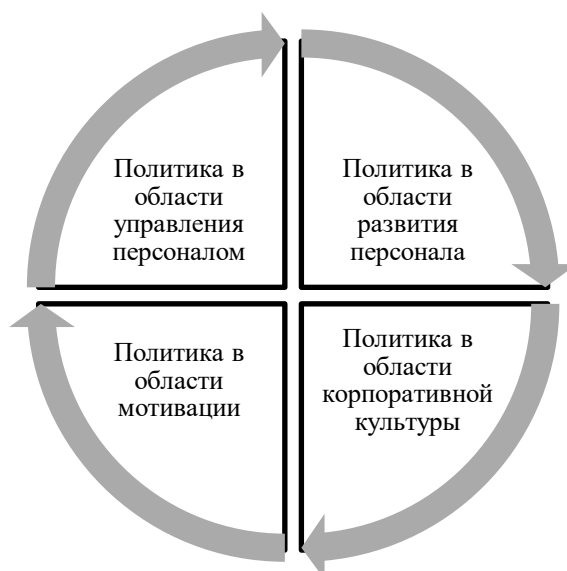 Политика в
области
управления
персоналом
Политика в
области
развития
персонала
Политика в
области
мотивации
Политика в
области
корпоративной
культуры